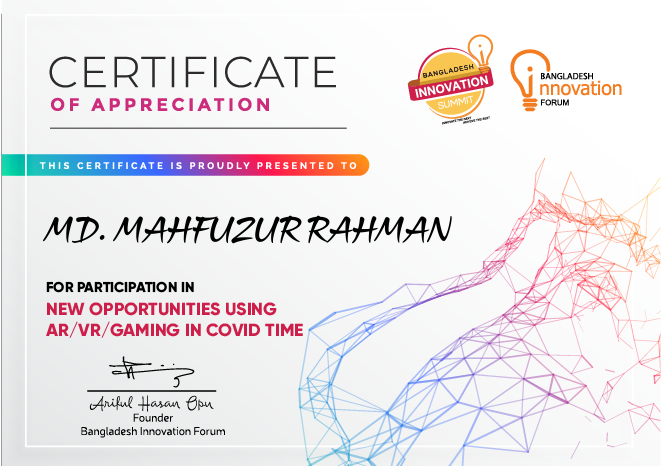 CERTIFICATE
OF APPRECIATION
BANGLADESH
INNOVATION
SUMMIT
BANGLADESH
innovation
FORUM
THIS CERTIFICATE IS PROUDLY PRESENTED TO
MD. MAHFUZUR RAHMAN
FOR PARTICIPATION IN
NEW OPPORTUNITIES USING
AR/VR/GAMING IN COVID TIME
Ariful Hasan Opu
Founder
Bangladesh Innovation Forum